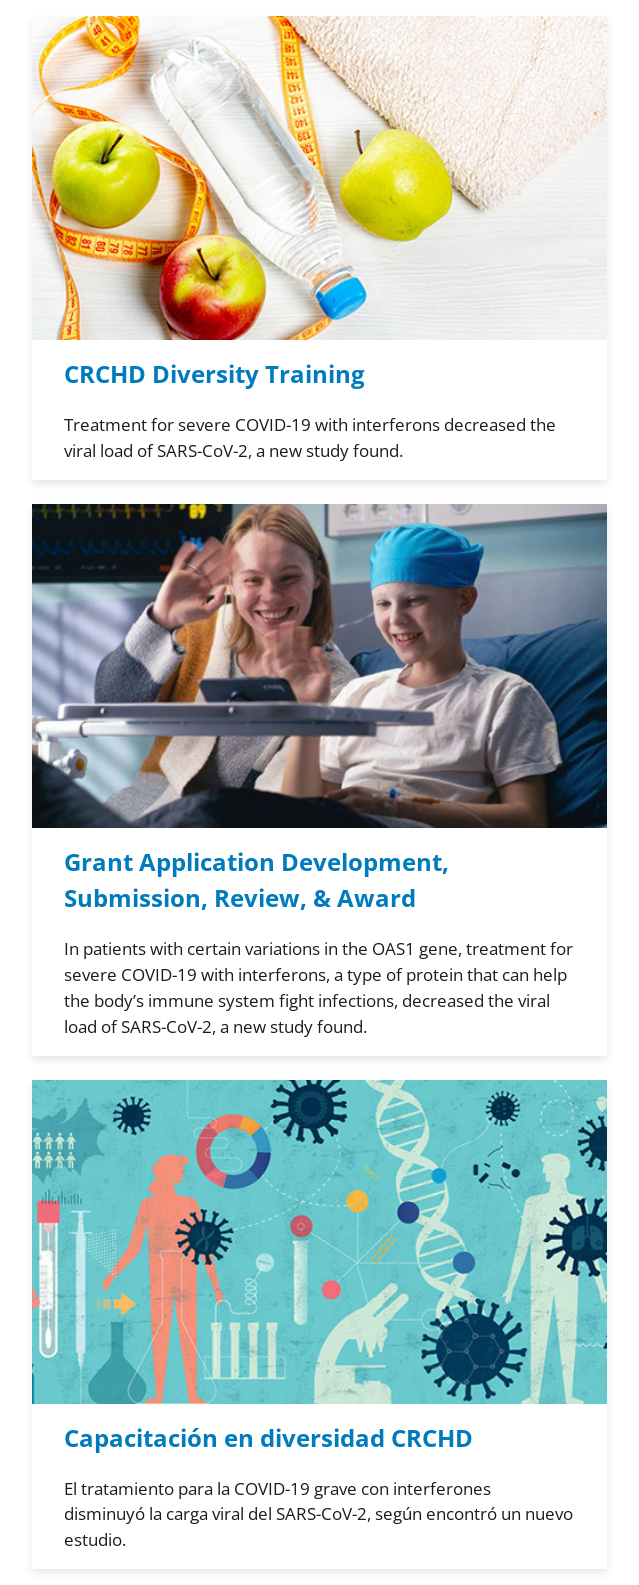 CRCHD Diversity Training
Treatment for severe COVID-19 with interferons decreased the
viral load of SARS-CoV-2, a new study found.
Grant Application Development,
Submission, Review, & Award
In patients with certain variations in the OAS1 gene, treatment for
severe COVID-19 with interferons, a type of protein that can help
the body’s immune system fight infections, decreased the viral
load of SARS-CoV-2, a new study found.
Capacitación en diversidad CRCHD
El tratamiento para la COVID-19 grave con interferones
disminuyó la carga viral del SARS-CoV-2, según encontró un nuevo
estudio.